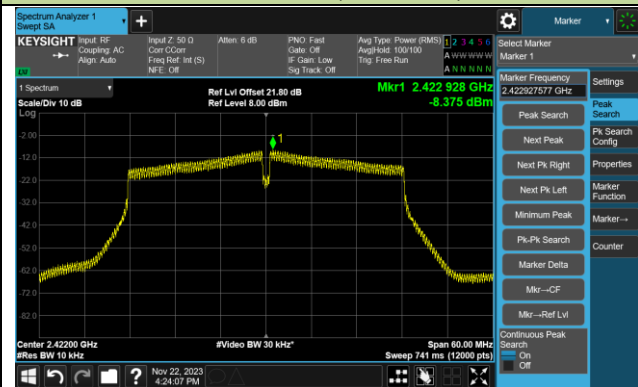 Spectrum Analyzer 1
Swept SA
Marker
KEYSIGHT
Input: RF
Coupling: AC
Align: Auto
Input Z: 50 Ω
Corr CCorr
Freq Ref: Int (S)
NFE: Off
Atten: 6 dB
PNO: Fast
Gate: Off
IF Gain: Low
Sig Track: Off
Avg Type: Power (RMS)
Avg|Hold: 100/100
Trig: Free Run
1 2 3 4 5 6
A W W W W W
A N N N N N
LXI
Select Marker
Marker 1
1 Spectrum
Scale/Div 10 dB
Log
Ref Lvl Offset 21.80 dB
Ref Level 8.00 dBm
Mkr1 2.422 928 GHz
-8.375 dBm
Marker Frequency
2.422927577 GHz
Peak Search
Next Peak
Next Pk Right
Next Pk Left
Minimum Peak
Pk-Pk Search
Marker Delta
Mkr→CF
Mkr→Ref Lvl
Continuous Peak
Search
On
Off
Settings
Peak
Search
Pk Search
Config
Properties
Marker
Function
Marker→
Counter
1
-2.00
-12.0
-22.0
-32.0
-42.0
-52.0
-62.0
-72.0
-82.0
Center 2.42200 GHz
#Res BW 10 kHz
#Video BW 30 kHz*
Span 60.00 MHz
Sweep 741 ms (12000 pts)
?
Nov 22, 2023
4:24:07 PM